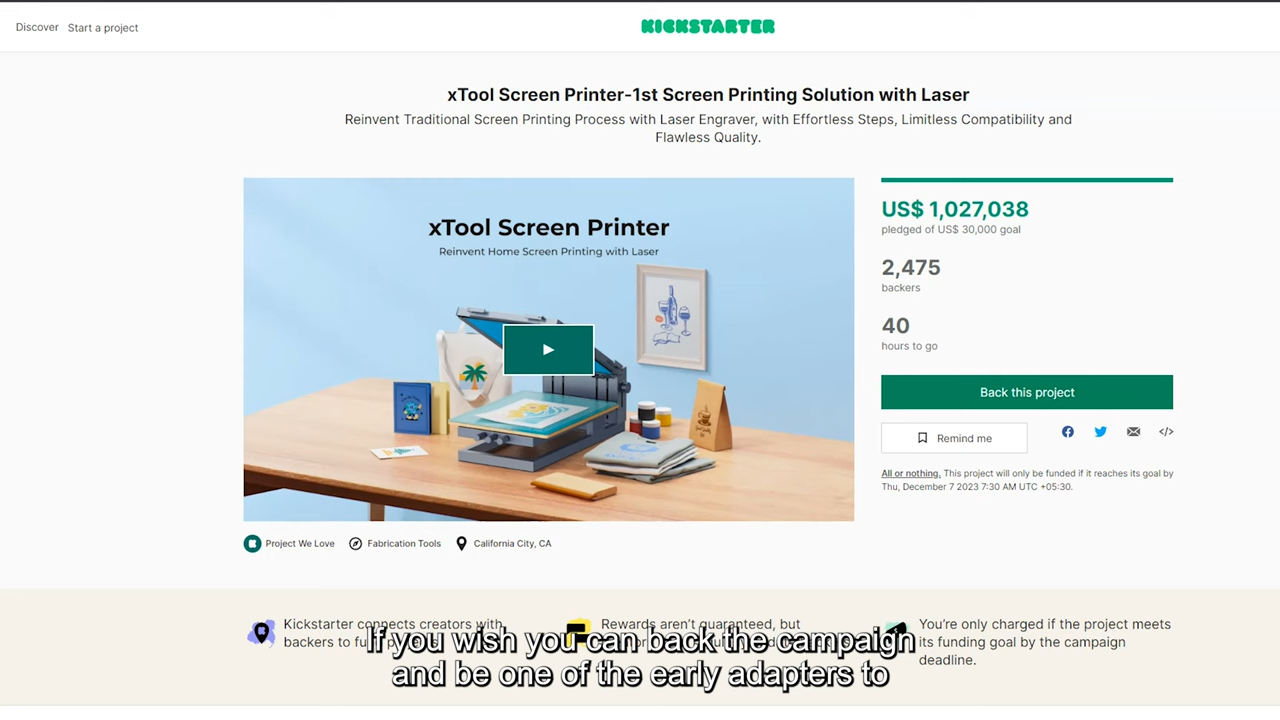 Discover Start a project
KICKSTARTER
xTool Screen Printer-1st Screen Printing Solution with Laser
Reinvent Traditional Screen Printing Process with Laser Engraver, with Effortless Steps, Limitless Compatibility and
Flawless Quality.
xTool Screen Printer
Reinvent Home Screen Printing with Laser
US$ 1,027,038
pledged of US$ 30,000 goal
2,475
backers
40
hours to go
Back this project
Remind me
All or nothing. This project will only be funded if it reaches its goal by
Thu, December 7 2023 7:30 AM UTC +05:30.
Project We Love Fabrication Tools California City, CA
Kickstarter connects creators with
backers to
Rewards aren't guaranteed, but
You're only charged if the project meets
its funding goal by the campaign
deadline.
If you wish you can back the campaign
and be one of the early adapters to